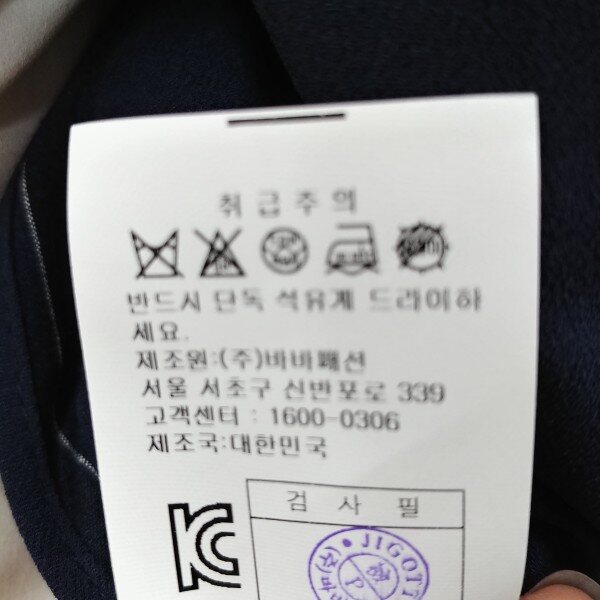 취급주의
반드시 단독 석유계 드라이하
세요.
제조원:(주)바바패션
서울 서초구 신반포로 339
고객센터 : 1600-0306
제조국:대한민국
검 사 필
JIGOTT